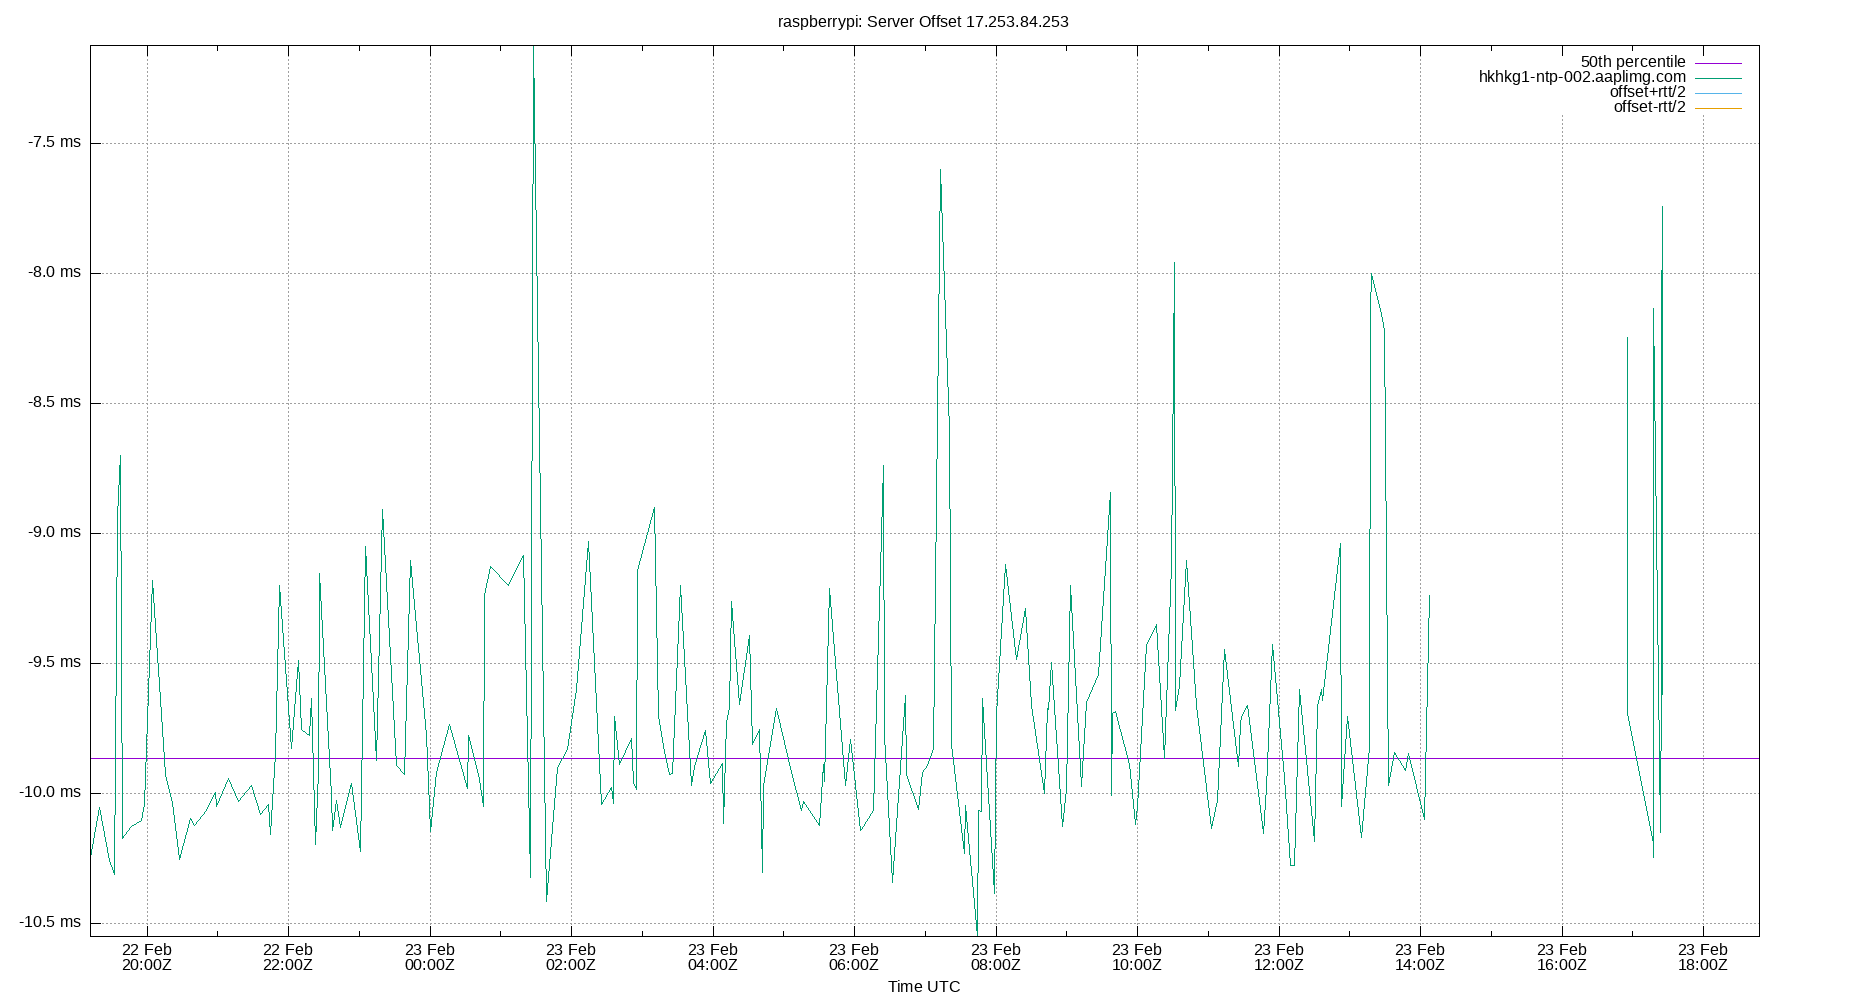 raspberrypi: Server Offset 17.253.84.253
50th percentile
hkhkg1-ntp-002.aaplimg.com
offset+rtt/2
offset-rtt/2
-7.5 ms
-8.0 ms
-8.5 ms
-9.0 ms
-9.5 ms
-10.0 ms
-10.5 ms
22 Feb 22 Feb 23 Feb 23 Feb 23 Feb 23 Feb 23 Feb 23 Feb 23 Feb 23 Feb 23 Feb 23 Feb
20:00Z 22:00Z 00:00Z 02:00Z 04:00Z 06:00Z 08:00Z 10:00Z 12:00Z 14:00Z 16:00Z 18:00Z
Time UTC